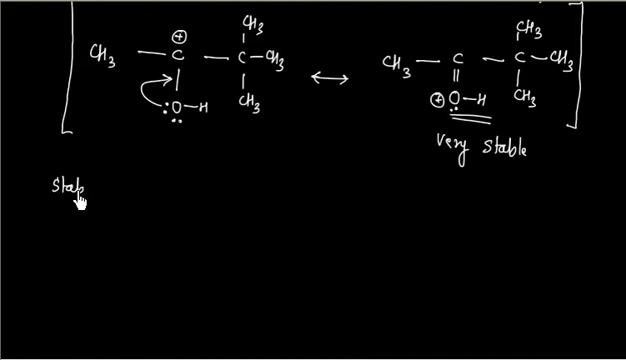 CH3 CH3
CH3 — C — C — CH3 ⟷ CH3 — C — C — CH3
⊕ :O — H CH3 ⊕ O — H CH3
Very stable
Stab